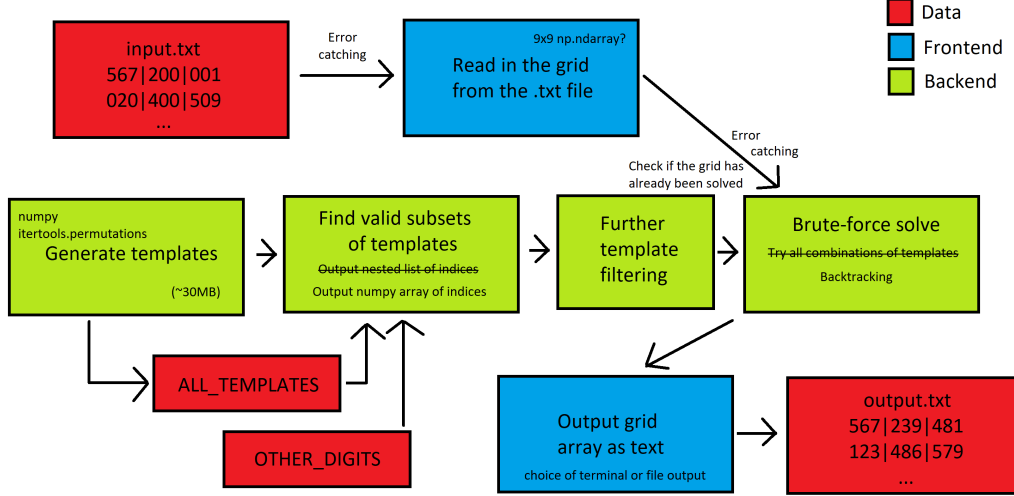 Data
Frontend
Backend
input.txt
567|200|001
020|400|509
...
Error
catching
9x9 np.ndarray?
Read in the grid
from the .txt file
Error
catching
Check if the grid has
already been solved
numpy
itertools.permutations
Generate templates
(~30MB)
Find valid subsets
of templates
Output nested list of indices
Output numpy array of indices
Further
template
filtering
Brute-force solve
Try all combinations of templates
Backtracking
ALL_TEMPLATES
OTHER_DIGITS
Output grid
array as text
choice of terminal or file output
output.txt
567|239|481
123|486|579
...